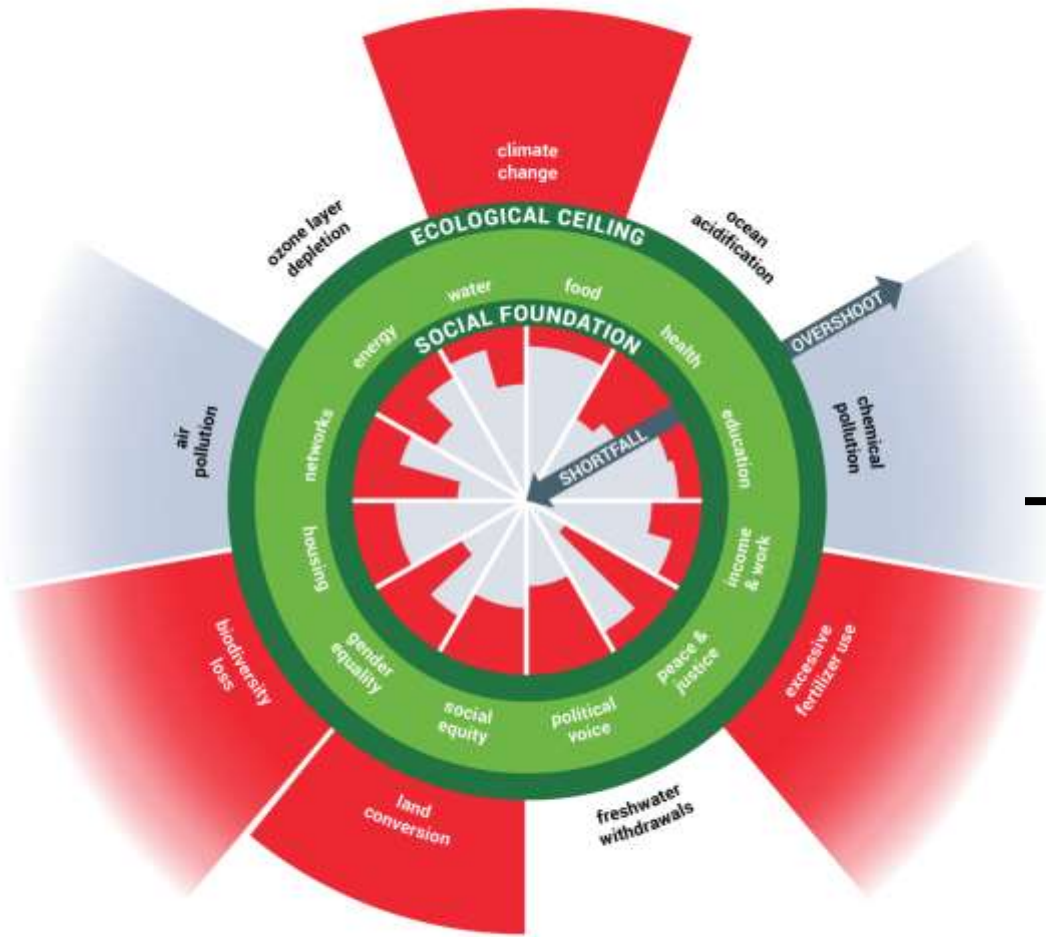 climate
change
ozone layer
depletion
ocean
acidification
ECOLOGICAL CEILING
water
food
energy
health
SOCIAL FOUNDATION
OVERSHOOT
air
pollution
networks
SHORTFALL
education
chemical
pollution
housing
income
& work
biodiversity
loss
gender
equality
social
equity
political
voice
peace &
justice
excessive
fertilizer use
land
conversion
freshwater
withdrawals